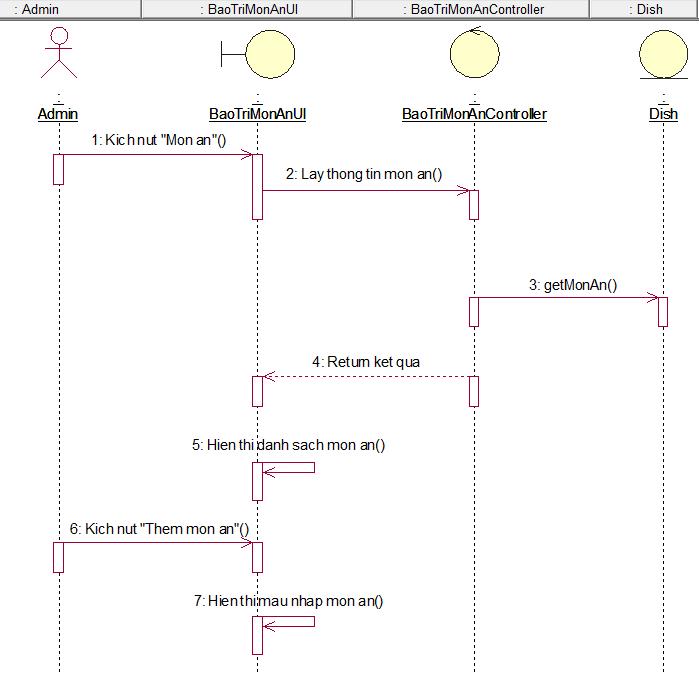 : Admin
: BaoTriMonAnUI
: BaoTriMonAnController
: Dish
:
Admin
:
BaoTriMonAnUI
:
BaoTriMonAnController
:
Dish
1: Kich nut "Mon an"()
2: Lay thong tin mon an()
3: getMonAn()
4: Return ket qua
5: Hien thi danh sach mon an()
6: Kich nut "Them mon an"()
7: Hien thi mau nhap mon an()